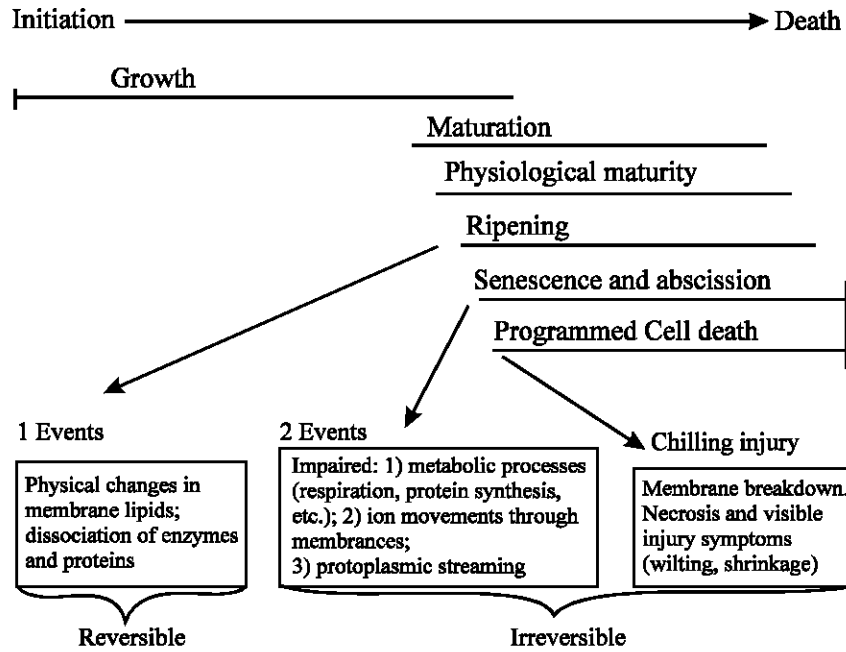 Initiation Death
Growth
Maturation
Physiological maturity
Ripening
Senescence and abscission
Programmed Cell death
1 Events
Physical changes in
membrane lipids;
dissociation of enzymes
and proteins
Reversible
2 Events
Impaired: 1) metabolic processes
(respiration, protein synthesis,
etc.); 2) ion movements through
membrances;
3) protoplasmic streaming
Chilling injury
Membrane breakdown.
Necrosis and visible
injury symptoms
(wilting, shrinkage)
Irreversible